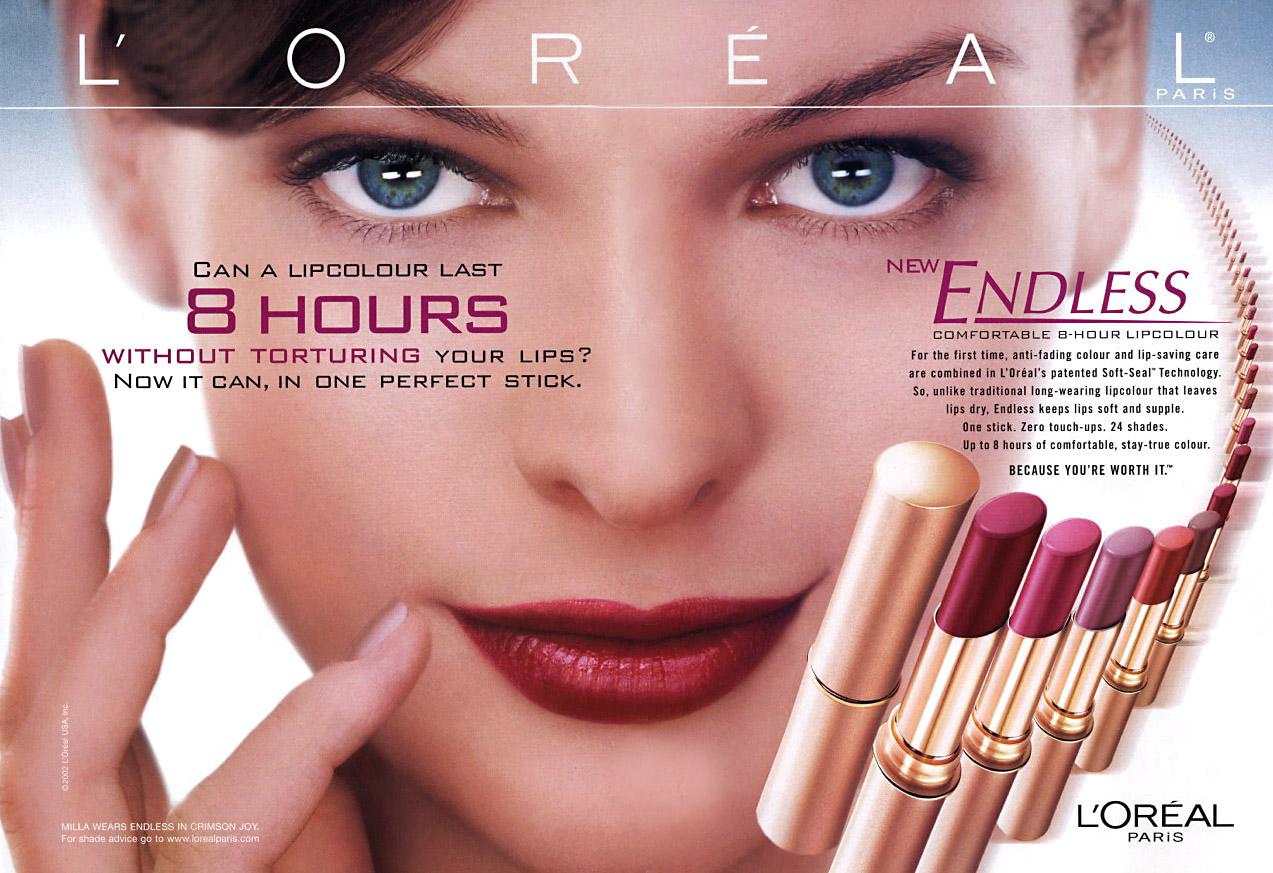 L'ORÉAL®
PARiS
CAN A LIPCOLOUR LAST
8 HOURS
WITHOUT TORTURING YOUR LIPS?
NOW IT CAN, IN ONE PERFECT STICK.
NEW ENDLESS
COMFORTABLE 8-HOUR LIPCOLOUR
For the first time, anti-fading colour and lip-saving care
are combined in L'Oréal's patented Soft-Seal™ Technology.
So, unlike traditional long-wearing lipcolour that leaves
lips dry, Endless keeps lips soft and supple.
One stick. Zero touch-ups. 24 shades.
Up to 8 hours of comfortable, stay-true colour.
BECAUSE YOU'RE WORTH IT.™
©2002 L'Oréal USA, Inc.
MILLA WEARS ENDLESS IN CRIMSON JOY.
For shade advice go to www.lorealparis.com
L'ORÉAL
PARiS